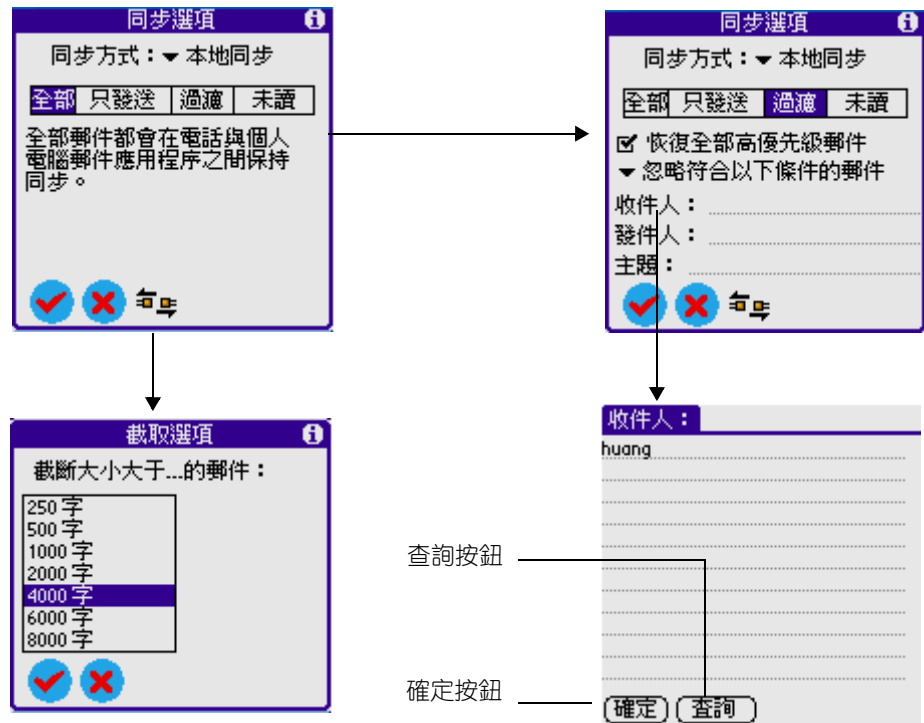 同步選項
同步方式：本地同步
全部 只發送 過濾 未讀
全部郵件都會在電話與個人
電腦郵件應用程序之間保持
同步。
同步選項
同步方式：本地同步
全部 只發送 過濾 未讀
恢復全部高優先級郵件
忽略符合以下條件的郵件
收件人：
發件人：
主題：
截取選項
截斷大小大于...的郵件：
250 字
500 字
1000 字
2000 字
4000 字
6000 字
8000 字
收件人：
huang
查詢按鈕
確定按鈕
確定 查詢